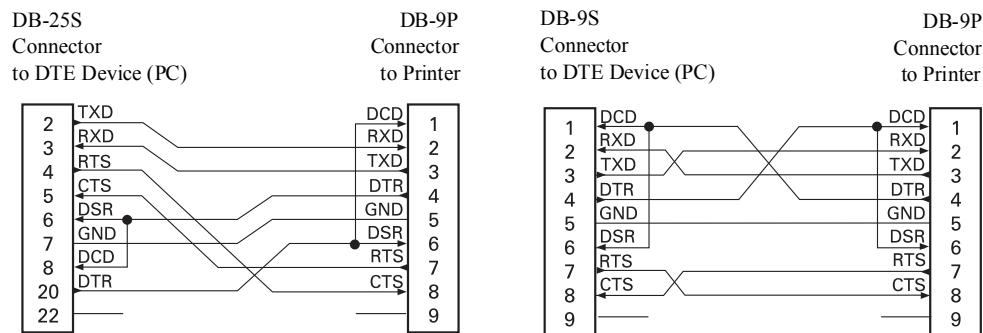 DB-25S
Connector
to DTE Device (PC)
DB-9P
Connector
to Printer
2 TXD DCD 1
3 RXD RXD 2
4 RTS TXD 3
5 CTS DTR 4
6 DSR GND 5
7 GND DSR 6
8 DCD RTS 7
20 DTR CTS 8
22 9
DB-9S
Connector
to DTE Device (PC)
DB-9P
Connector
to Printer
1 DCD DCD 1
2 RXD RXD 2
3 TXD TXD 3
4 DTR DTR 4
5 GND GND 5
6 DSR DSR 6
7 RTS RTS 7
8 CTS CTS 8
9 9